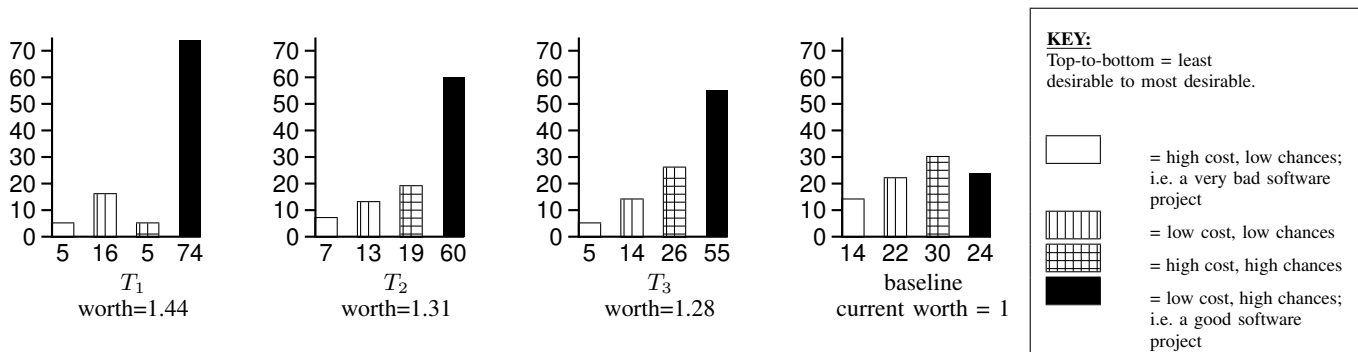 70
60
50
40
30
20
10
0
5 16 5 74
T1
worth=1.44
70
60
50
40
30
20
10
0
7 13 19 60
T2
worth=1.31
70
60
50
40
30
20
10
0
5 14 26 55
T3
worth=1.28
70
60
50
40
30
20
10
0
14 22 30 24
baseline
current worth = 1
KEY:
Top-to-bottom = least
desirable to most desirable.
= high cost, low chances;
i.e. a very bad software
project
= low cost, low chances
= high cost, high chances
= low cost, high chances;
i.e. a good software
project